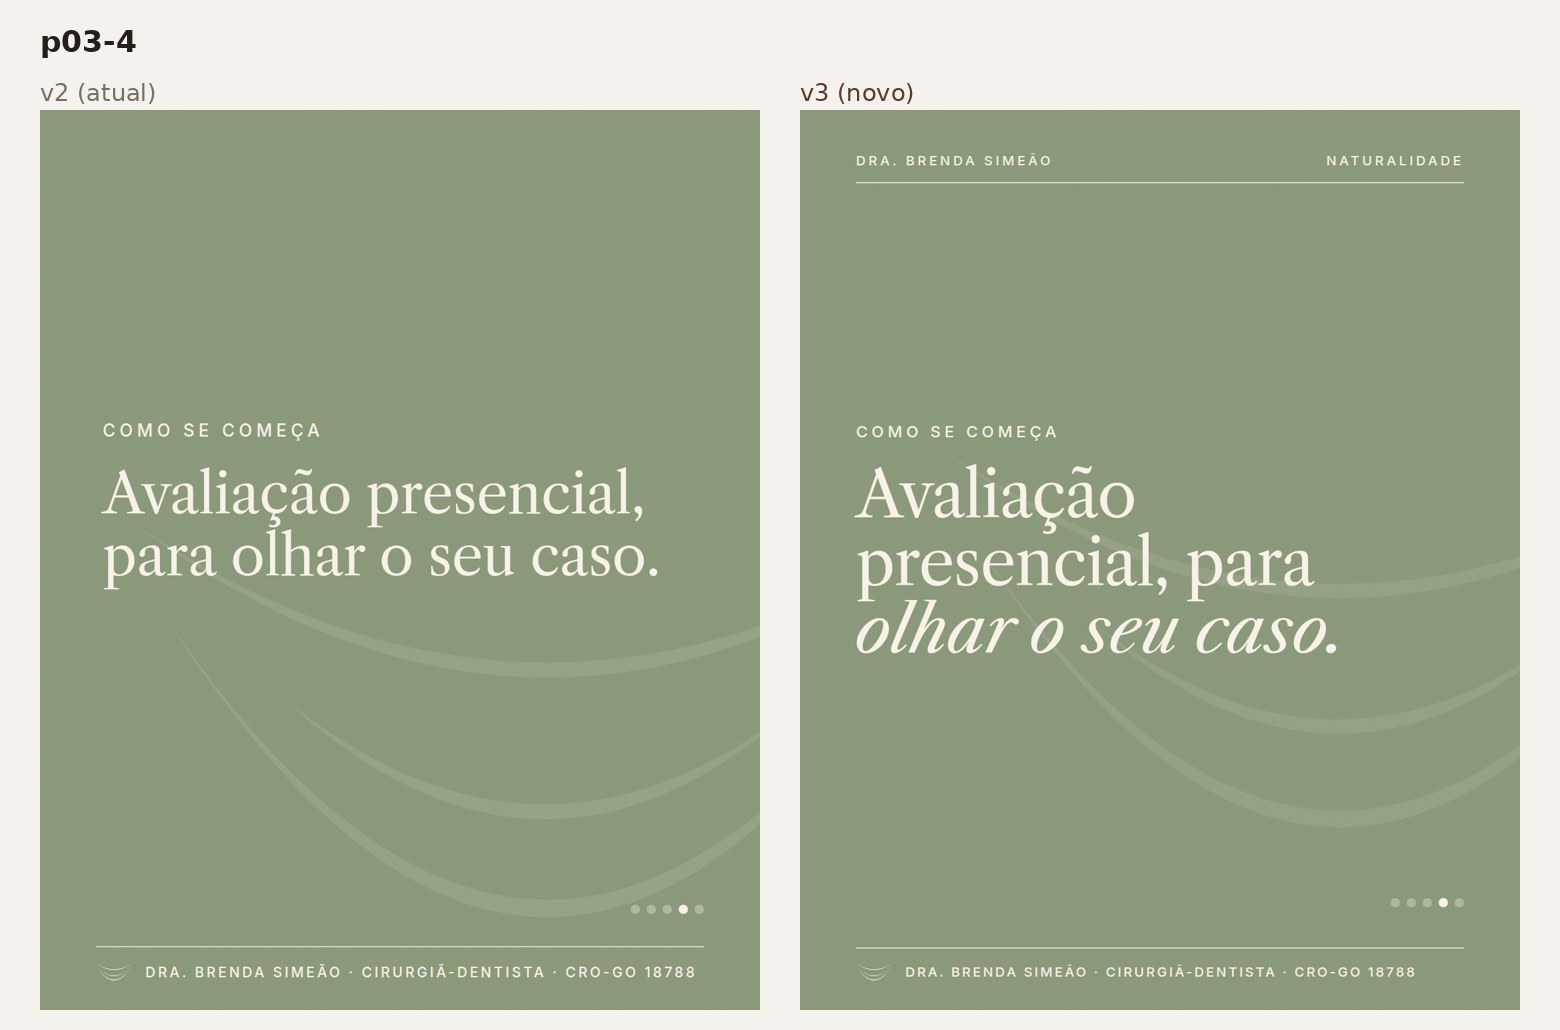 p03-4
v2 (atual)
COMO SE COMEÇA
Avaliação presencial,
para olhar o seu caso.
DRA. BRENDA SIMEÃO · CIRURGIÃ-DENTISTA · CRO-GO 18788
v3 (novo)
DRA. BRENDA SIMEÃO
NATURALIDADE
COMO SE COMEÇA
Avaliação
presencial, para
olhar o seu caso.
DRA. BRENDA SIMEÃO · CIRURGIÃ-DENTISTA · CRO-GO 18788